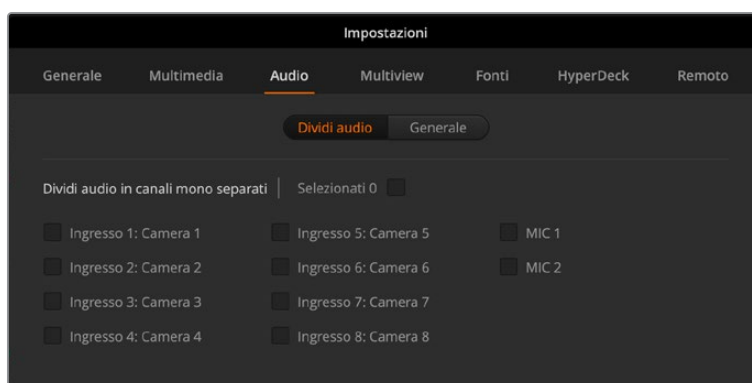 Impostazioni
Generale Multimedia Audio Multiview Fonti HyperDeck Remoto
Dividi audio Generale
Dividi audio in canali mono separati Selezionati 0
Ingresso 1: Camera 1 Ingresso 5: Camera 5 MIC 1
Ingresso 2: Camera 2 Ingresso 6: Camera 6 MIC 2
Ingresso 3: Camera 3 Ingresso 7: Camera 7
Ingresso 4: Camera 4 Ingresso 8: Camera 8